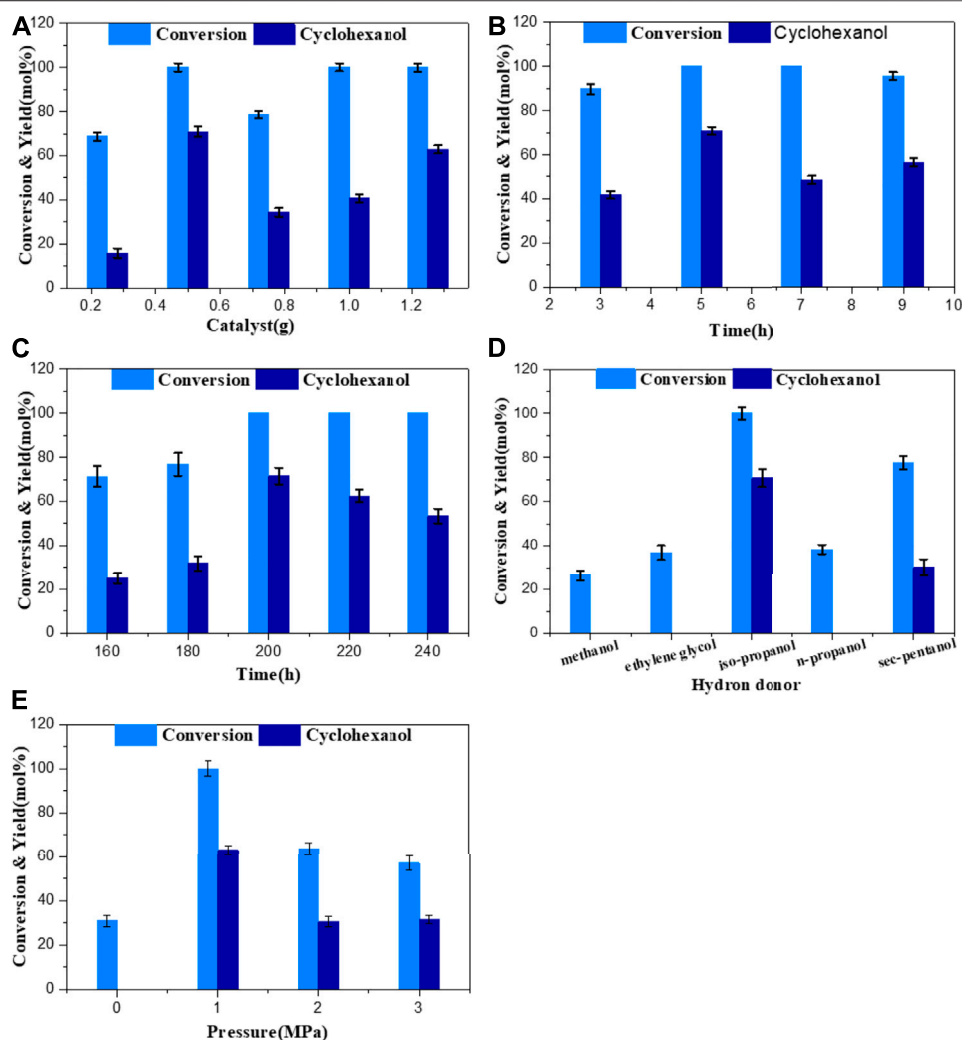 A
Conversion Cyclohexanol
Conversion & Yield(mol%)
120
100
80
60
40
20
0
0.2 0.4 0.6 0.8 1.0 1.2
Catalyst(g)
B
Conversion Cyclohexanol
Conversion & Yield(mol%)
120
100
80
60
40
20
0
2 3 4 5 6 7 8 9 10
Time(h)
C
Conversion Cyclohexanol
Conversion & Yield(mol%)
120
100
80
60
40
20
0
160 180 200 220 240
Time(h)
D
Conversion Cyclohexanol
Conversion & Yield(mol%)
120
100
80
60
40
20
0
methanol ethylene glycol iso-propanol n-propanol sec-pentanol
Hydron donor
E
Conversion Cyclohexanol
Conversion & Yield(mol%)
120
100
80
60
40
20
0
0 1 2 3
Pressure(MPa)